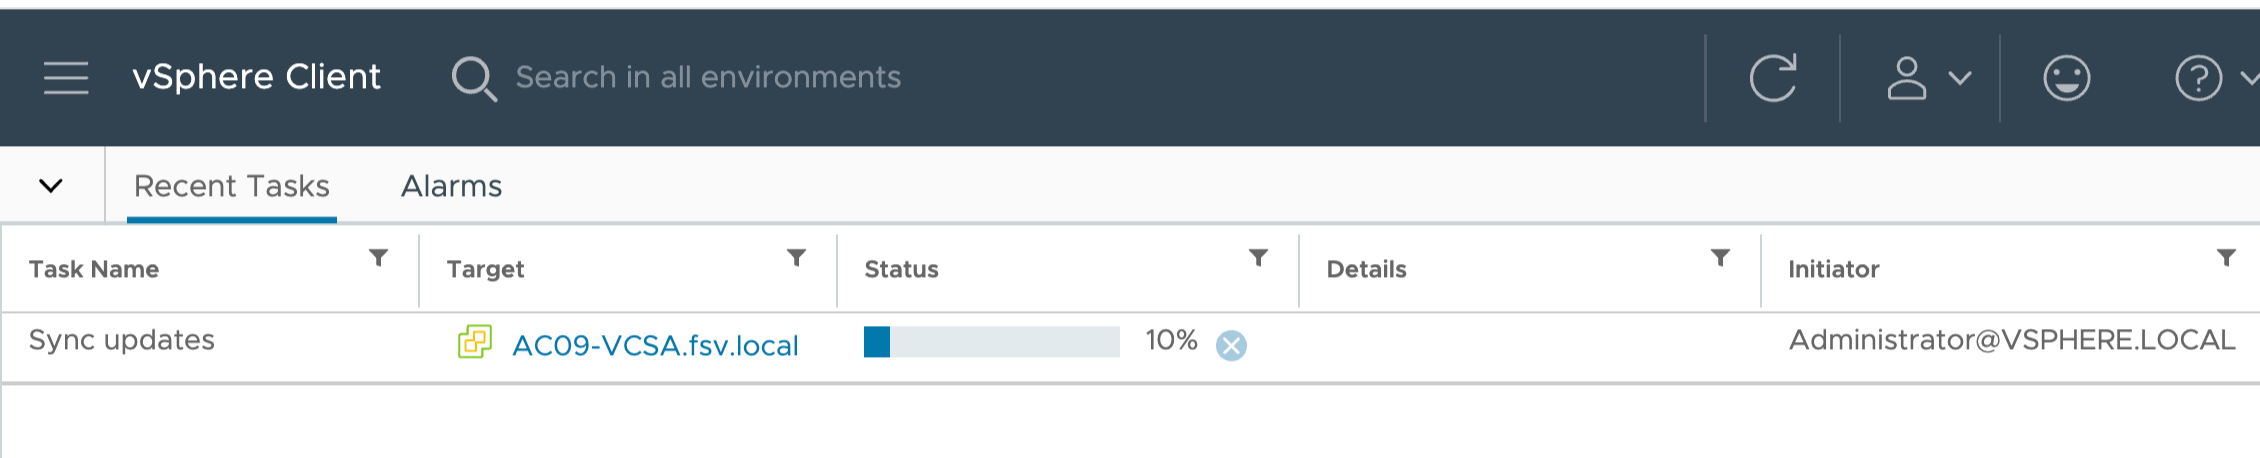 vSphere Client Search in all environments
Recent Tasks Alarms
Task Name Target Status Details Initiator
Sync updates AC09-VCSA.fsv.local 10% Administrator@VSPHERE.LOCAL